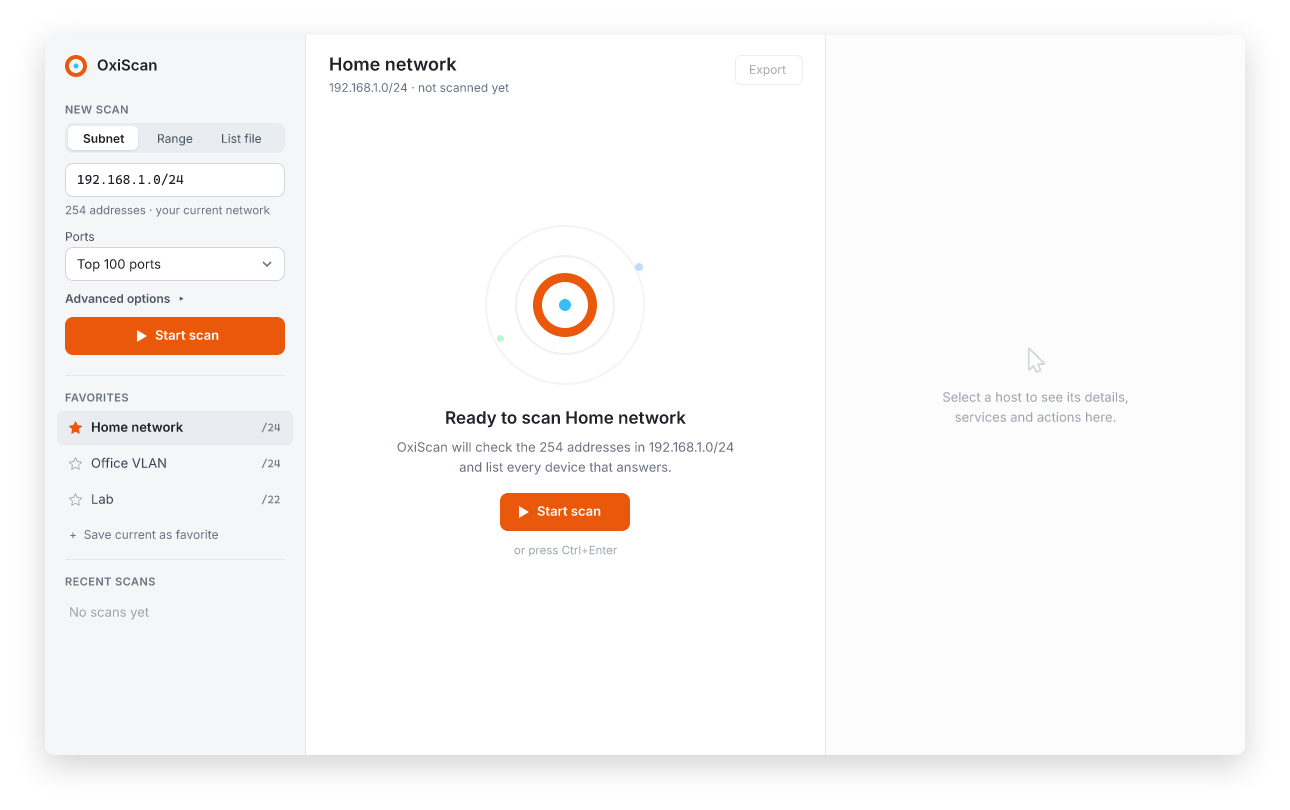 OxiScan
NEW SCAN
Subnet Range List file
192.168.1.0/24
254 addresses · your current network
Ports
Top 100 ports
Advanced options
Start scan
FAVORITES
Home network /24
Office VLAN /24
Lab /22
+ Save current as favorite
RECENT SCANS
No scans yet
Home network
192.168.1.0/24 · not scanned yet
Export
Ready to scan Home network
OxiScan will check the 254 addresses in 192.168.1.0/24
and list every device that answers.
Start scan
or press Ctrl+Enter
Select a host to see its details,
services and actions here.